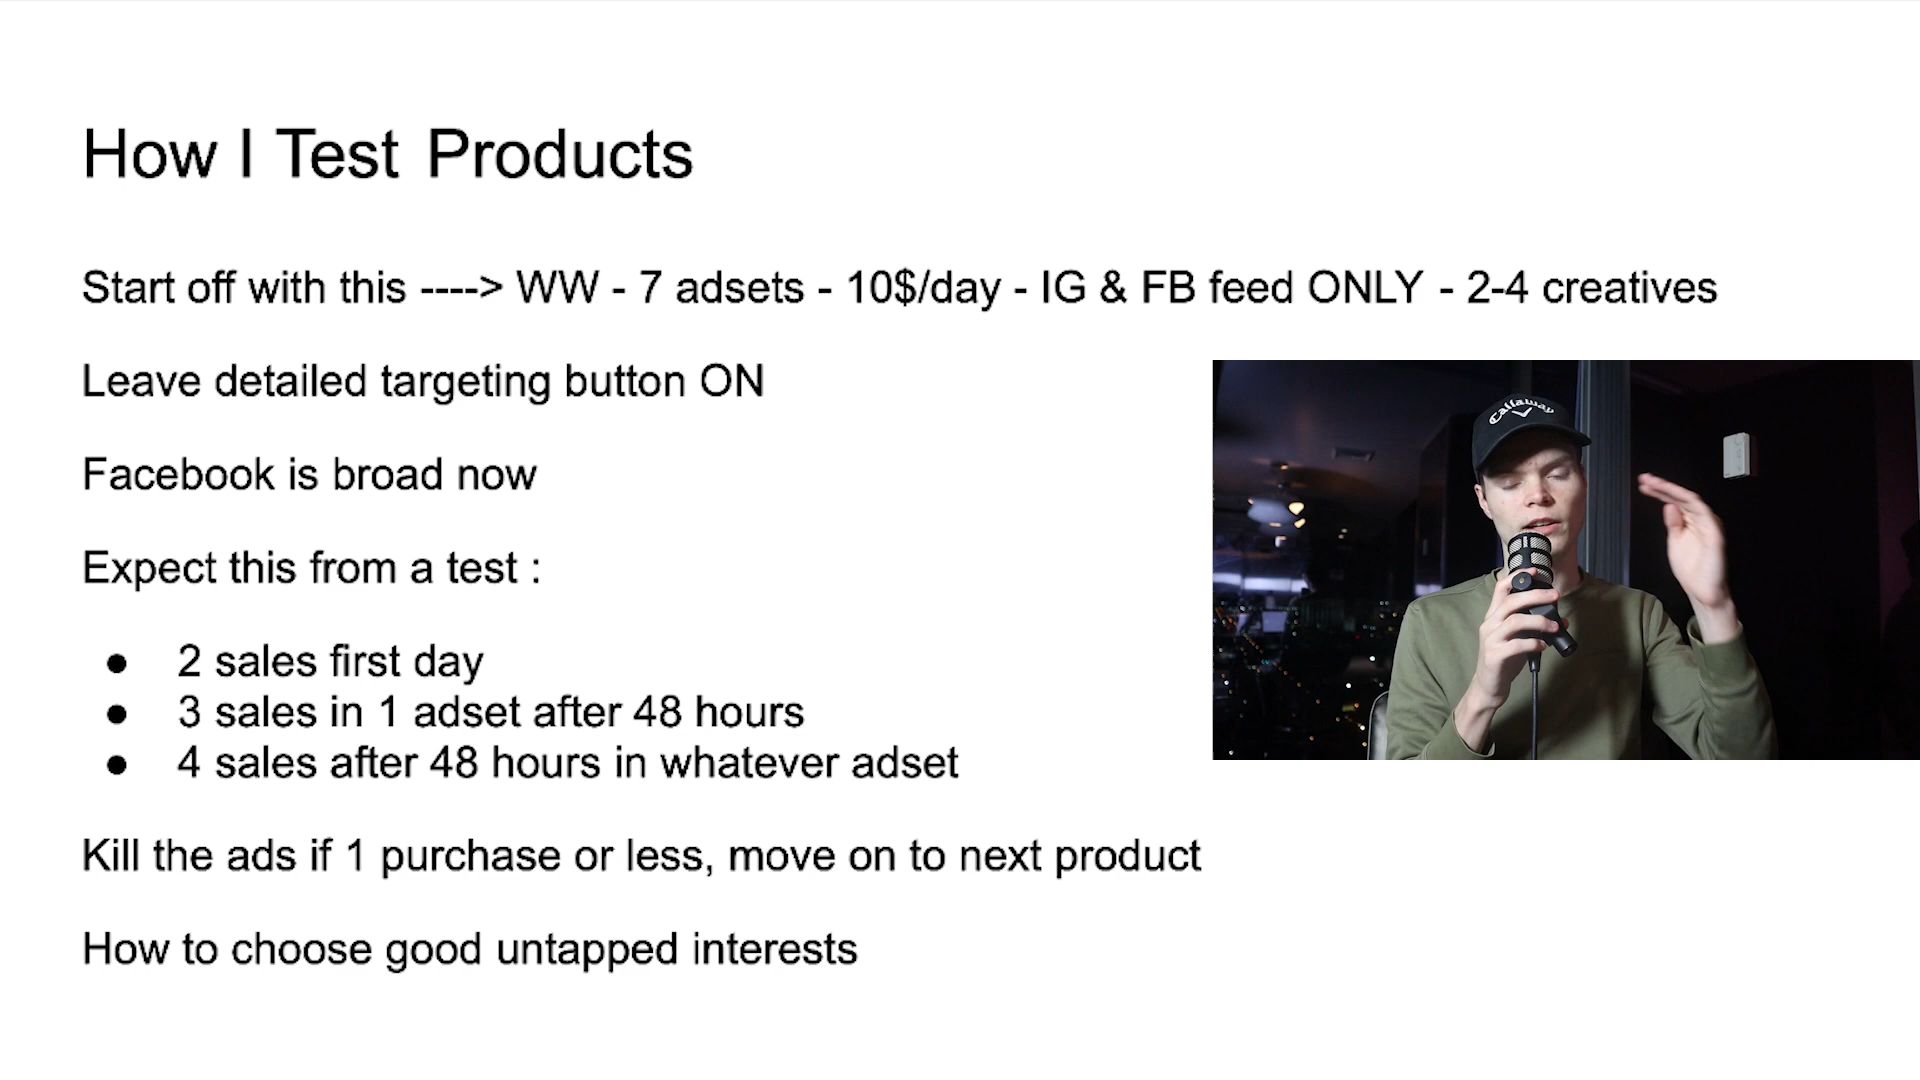 How I Test Products
Start off with this ----> WW - 7 adsets - 10$/day - IG & FB feed ONLY - 2-4 creatives
Leave detailed targeting button ON
Facebook is broad now
Expect this from a test :
● 2 sales first day
● 3 sales in 1 adset after 48 hours
● 4 sales after 48 hours in whatever adset
Callaway
Kill the ads if 1 purchase or less, move on to next product
How to choose good untapped interests